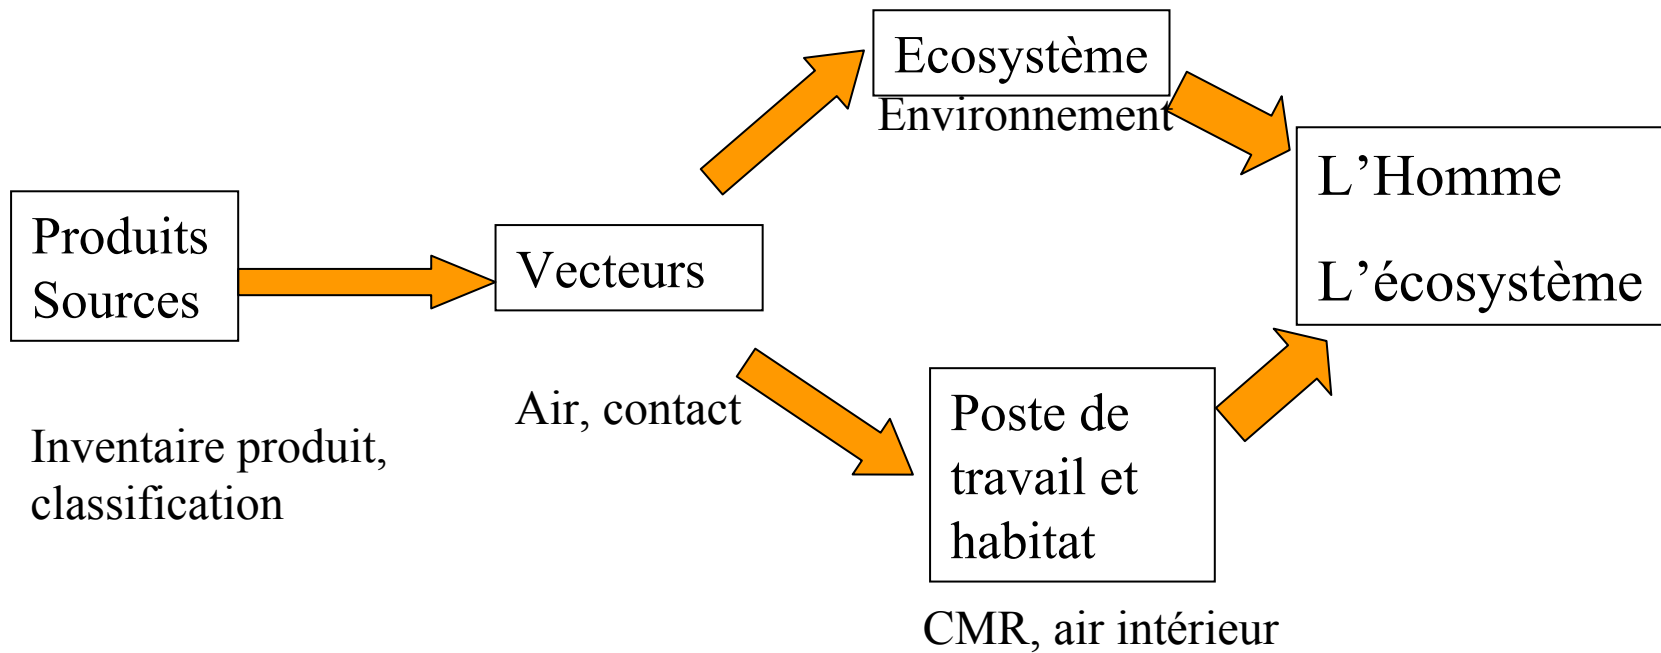 Produits
Sources
Inventaire produit,
classification
Vecteurs
Air, contact
Ecosystème
Environnement
Poste de
travail et
habitat
CMR, air intérieur
L’Homme
L’écosystème